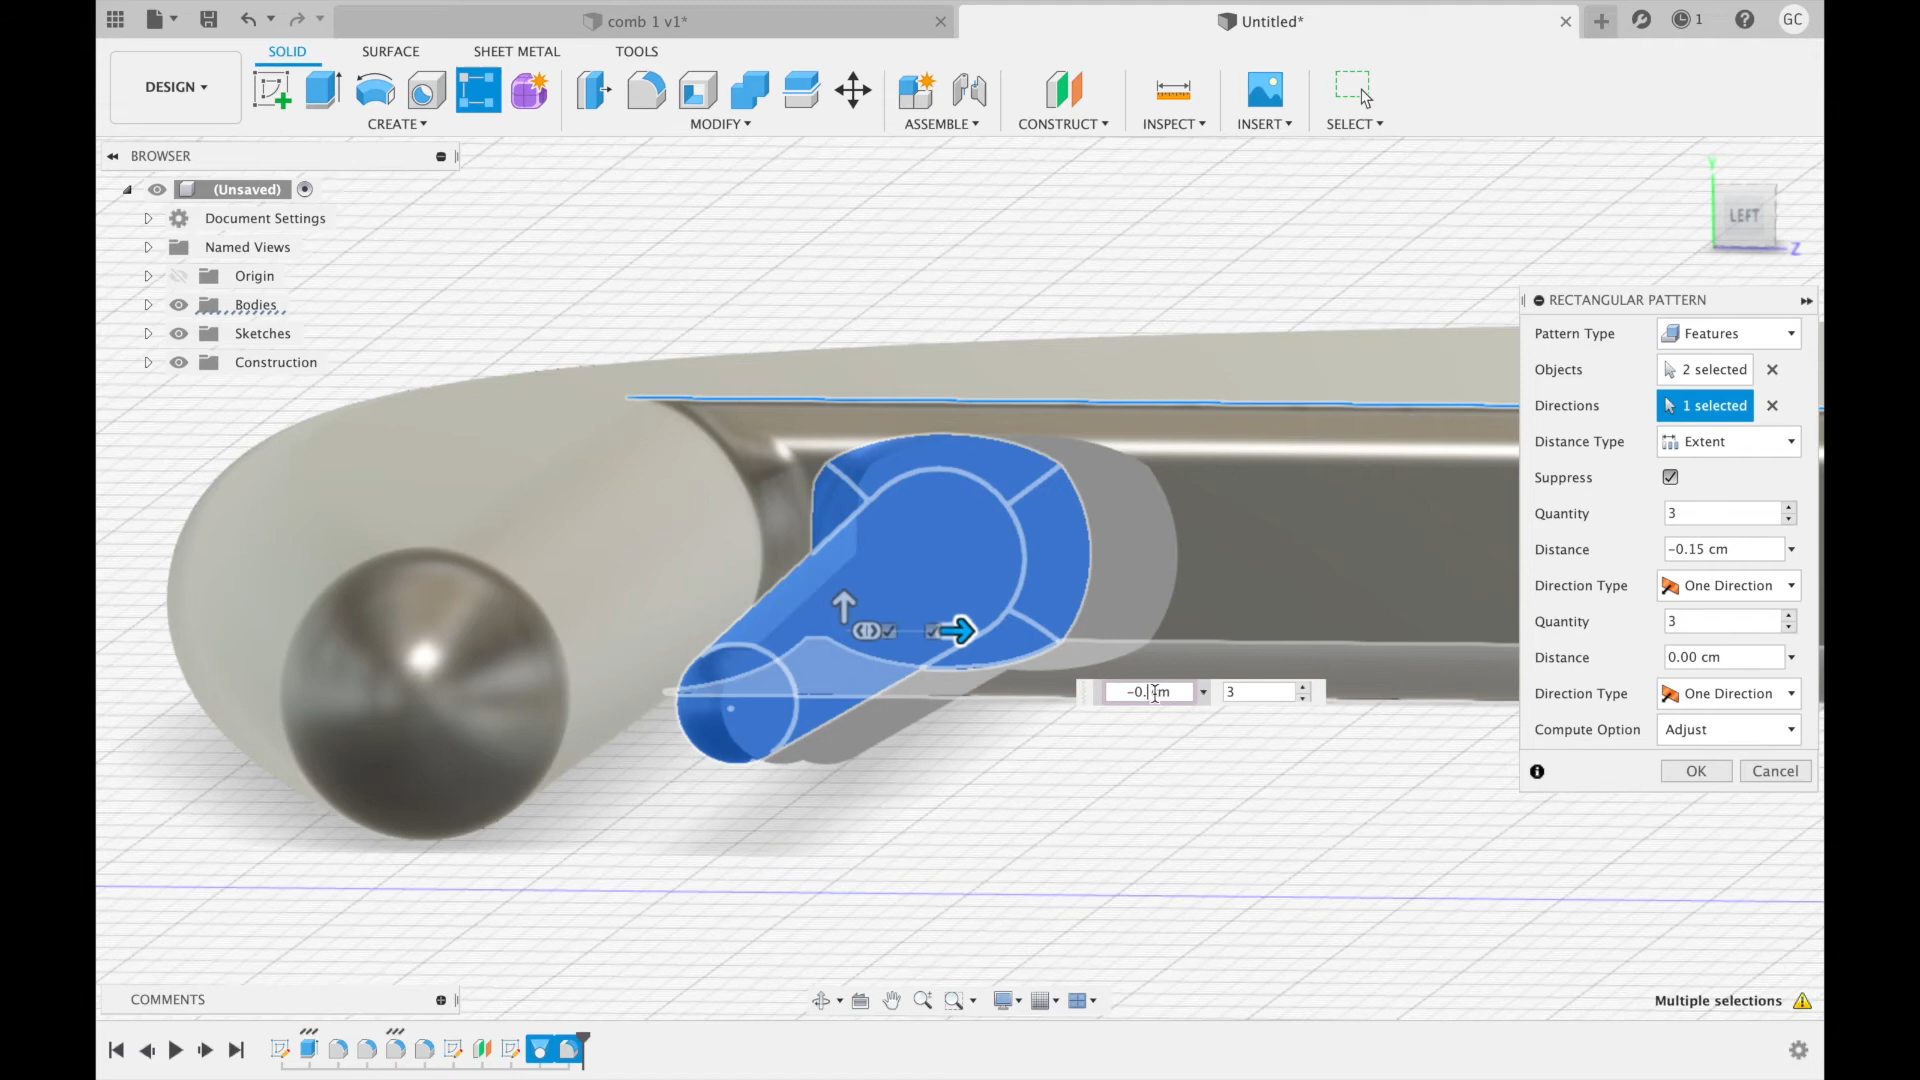 comb 1 v1*
Untitled*
1
GC
DESIGN
SOLID
SURFACE
SHEET METAL
TOOLS
CREATE
MODIFY
ASSEMBLE
CONSTRUCT
INSPECT
INSERT
SELECT
BROWSER
(Unsaved)
Document Settings
Named Views
Origin
Bodies
Sketches
Construction
Y
LEFT
Z
RECTANGULAR PATTERN
Pattern Type Features
Objects 2 selected
Directions 1 selected
Distance Type Extent
Suppress
Quantity 3
Distance -0.15 cm
Direction Type One Direction
Quantity 3
Distance 0.00 cm
Direction Type One Direction
Compute Option Adjust
OK Cancel
3
COMMENTS
Multiple selections